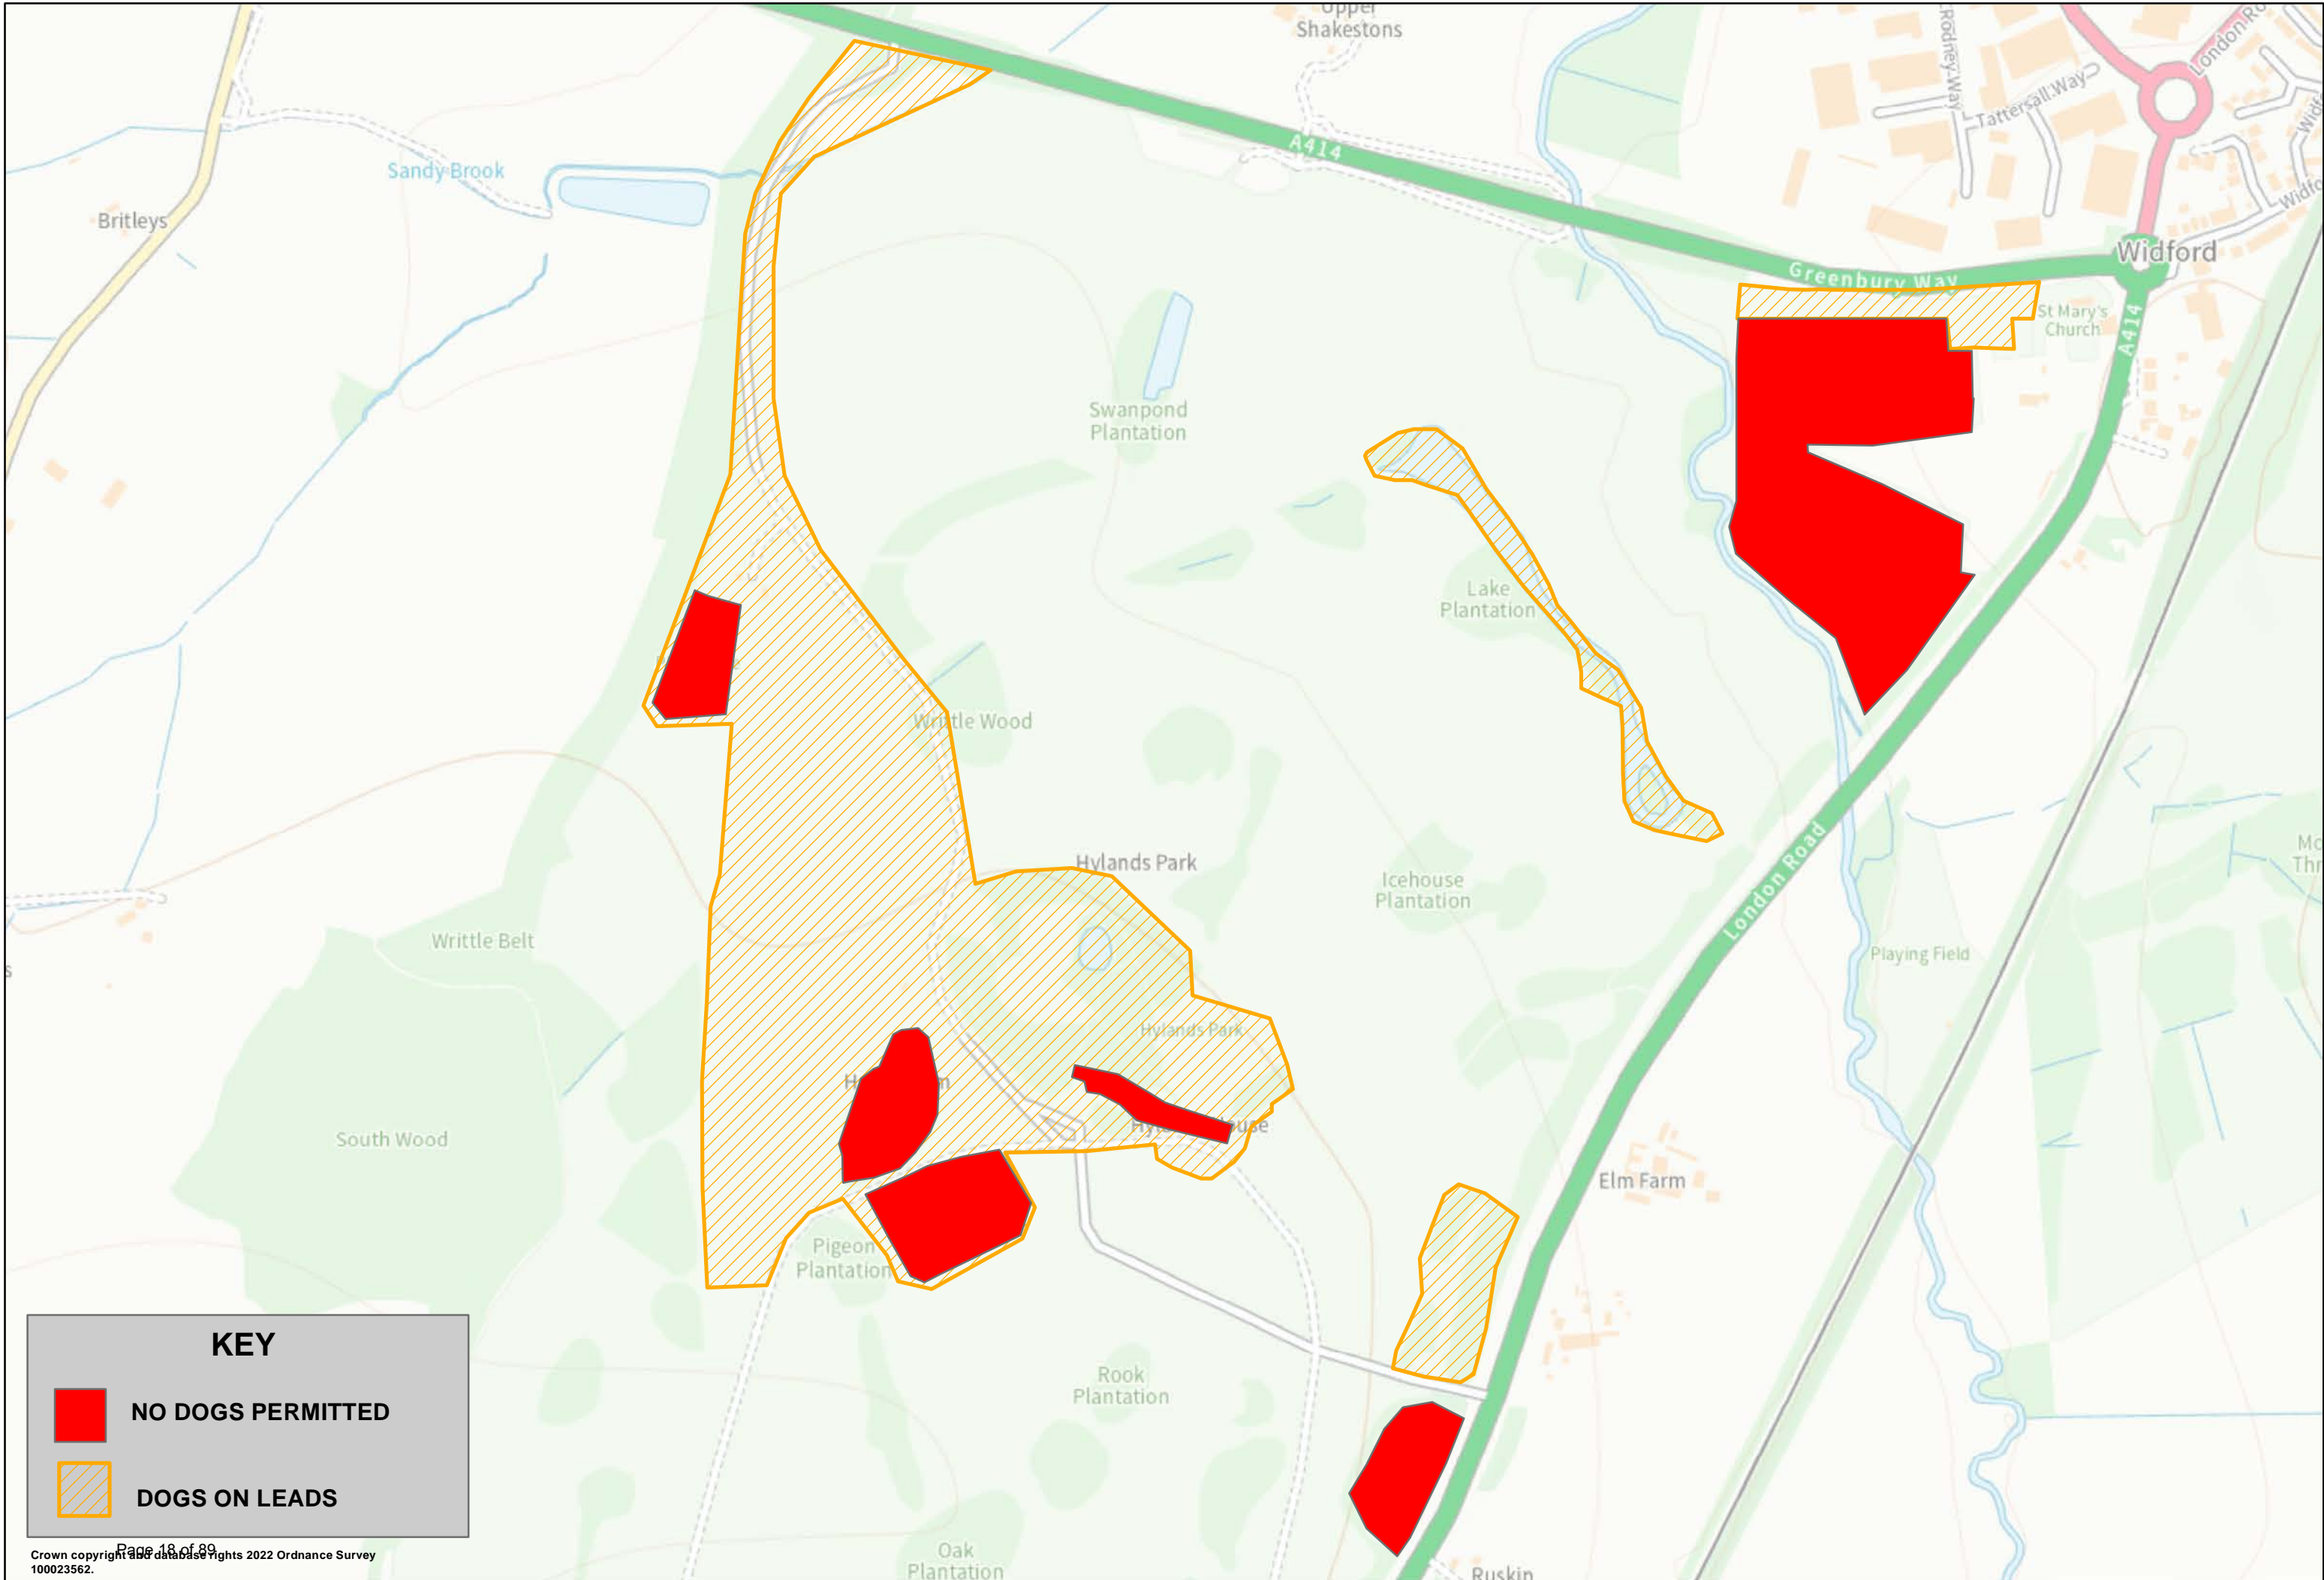 Upper
Shakestons
Rodney Way
London Ro
Tattersall Way
A414
Sandy Brook
Britleys
Widford
Greenbury Way
St Mary's
Church
A414
Swanpond
Plantation
Lake
Plantation
Writtle Wood
Hylands Park
Icehouse
Plantation
London Road
Writtle Belt
Playing Field
Hylands Park
South Wood
Elm Farm
Pigeon
Plantation
Rook
Plantation
Oak
Plantation
Ruskin
KEY
NO DOGS PERMITTED
DOGS ON LEADS
Page 18 of 89
Crown copyright and database rights 2022 Ordnance Survey
100023562.